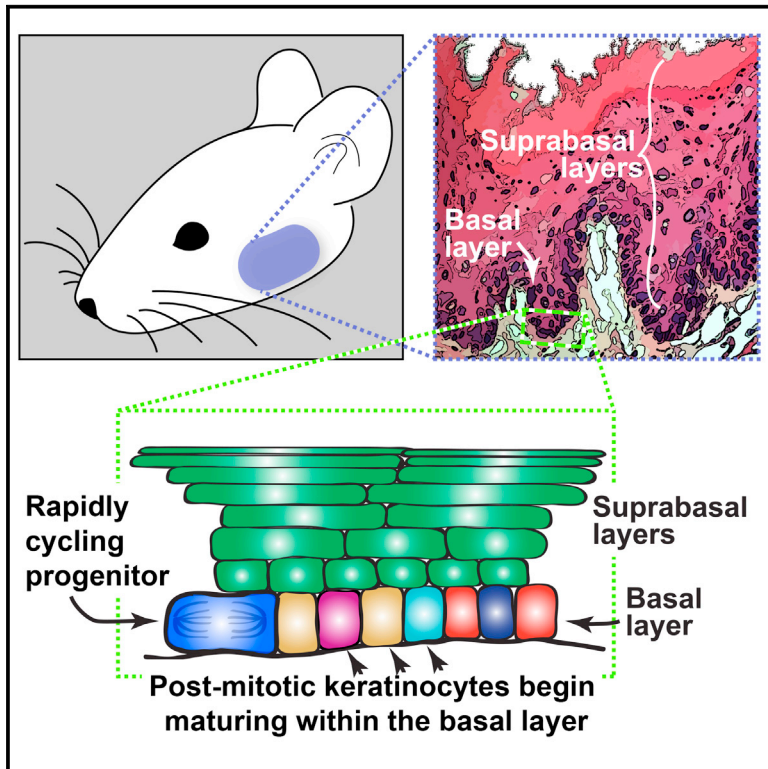 Suprabasal
layers
Basal
layer
Rapidly
cycling
progenitor
Suprabasal
layers
Basal
layer
Post-mitotic keratinocytes begin
maturing within the basal layer